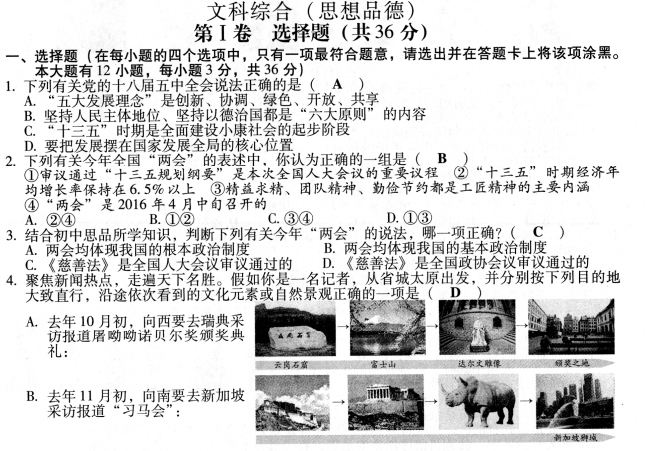 文科综合（思想品德）
第Ⅰ卷 选择题（共36分）
一、选择题（在每小题的四个选项中，只有一项最符合题意，请选出并在答题卡上将该项涂黑。
本大题有12小题，每小题3分，共36分）
1. 下列有关党的十八届五中全会说法正确的是（ A ）
A. “五大发展理念”是创新、协调、绿色、开放、共享
B. 坚持人民主体地位、坚持以德治国都是“六大原则”的内容
C. “十三五”时期是全面建设小康社会的起步阶段
D. 要把发展摆在国家发展全局的核心位置
2. 下列有关今年全国“两会”的表述中，你认为正确的一组是（ B ）
①审议通过“十三五规划纲要”是本次全国人大会议的重要议程 ②“十三五”时期经济年
均增长率保持在6.5%以上 ③精益求精、团队精神、勤俭节约都是工匠精神的主要内涵
④“两会”是2016年4月中旬召开的
A. ②④ B. ①② C. ③④ D. ①③
3. 结合初中思品所学知识，判断下列有关今年“两会”的说法，哪一项正确？（ C ）
A. 两会均体现我国的根本政治制度 B. 两会均体现我国的基本政治制度
C. 《慈善法》是全国人大会议审议通过的 D. 《慈善法》是全国政协会议审议通过的
4. 聚焦新闻热点，走遍天下名胜。假如你是一名记者，从省城太原出发，并分别按下列目的地
大致直行，沿途依次看到的文化元素或自然景观正确的一项是（ D ）
A. 去年10月初，向西要去瑞典采
访报道屠呦呦诺贝尔奖颁奖典
礼；
云岗石窟 富士山 达尔文雕像 颁奖之地
B. 去年11月初，向南要去新加坡
采访报道“习马会”；
新加坡狮城